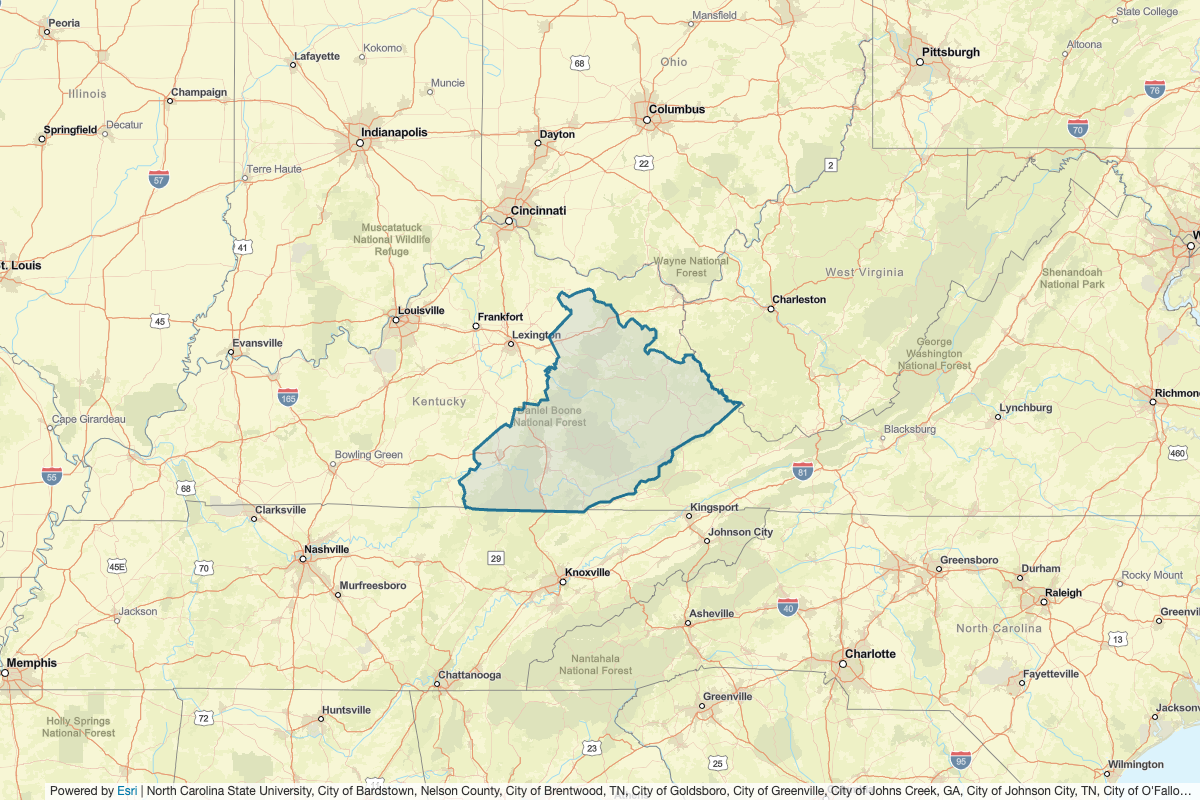 Peoria
Lafayette
Kokomo
68
Mansfield
Ohio
Pittsburgh
State College
Altoona
76
Illinois
Champaign
Muncie
Columbus
Springfield
Decatur
Indianapolis
Dayton
70
57
Terre Haute
22
2
Cincinnati
Muscatatuck
National Wildlife
Refuge
41
t. Louis
Wayne National
Forest
West Virginia
Shenandoah
National Park
W
Charleston
45
Louisville
Frankfort
Lexington
Evansville
George
Washington
National Forest
165
Kentucky
Daniel Boone
National Forest
Cape Girardeau
Lynchburg
Richmon
Blacksburg
Bowling Green
55
68
81
460
Clarksville
Kingsport
Nashville
Johnson City
29
45E
70
Knoxville
Murfreesboro
Greensboro
Durham
Rocky Mount
Raleigh
Jackson
Asheville
40
Greenvil
North Carolina
13
Memphis
Nantahala
National Forest
Charlotte
Chattanooga
Fayetteville
Greenville
Huntsville
72
Holly Springs
National Forest
Jacksonv
23
25
95
Wilmington
Powered by Esri | North Carolina State University, City of Bardstown, Nelson County, City of Brentwood, TN, City of Goldsboro, City of Greenville, City of Johns Creek, GA, City of Johnson City, TN, City of O'Fallo…